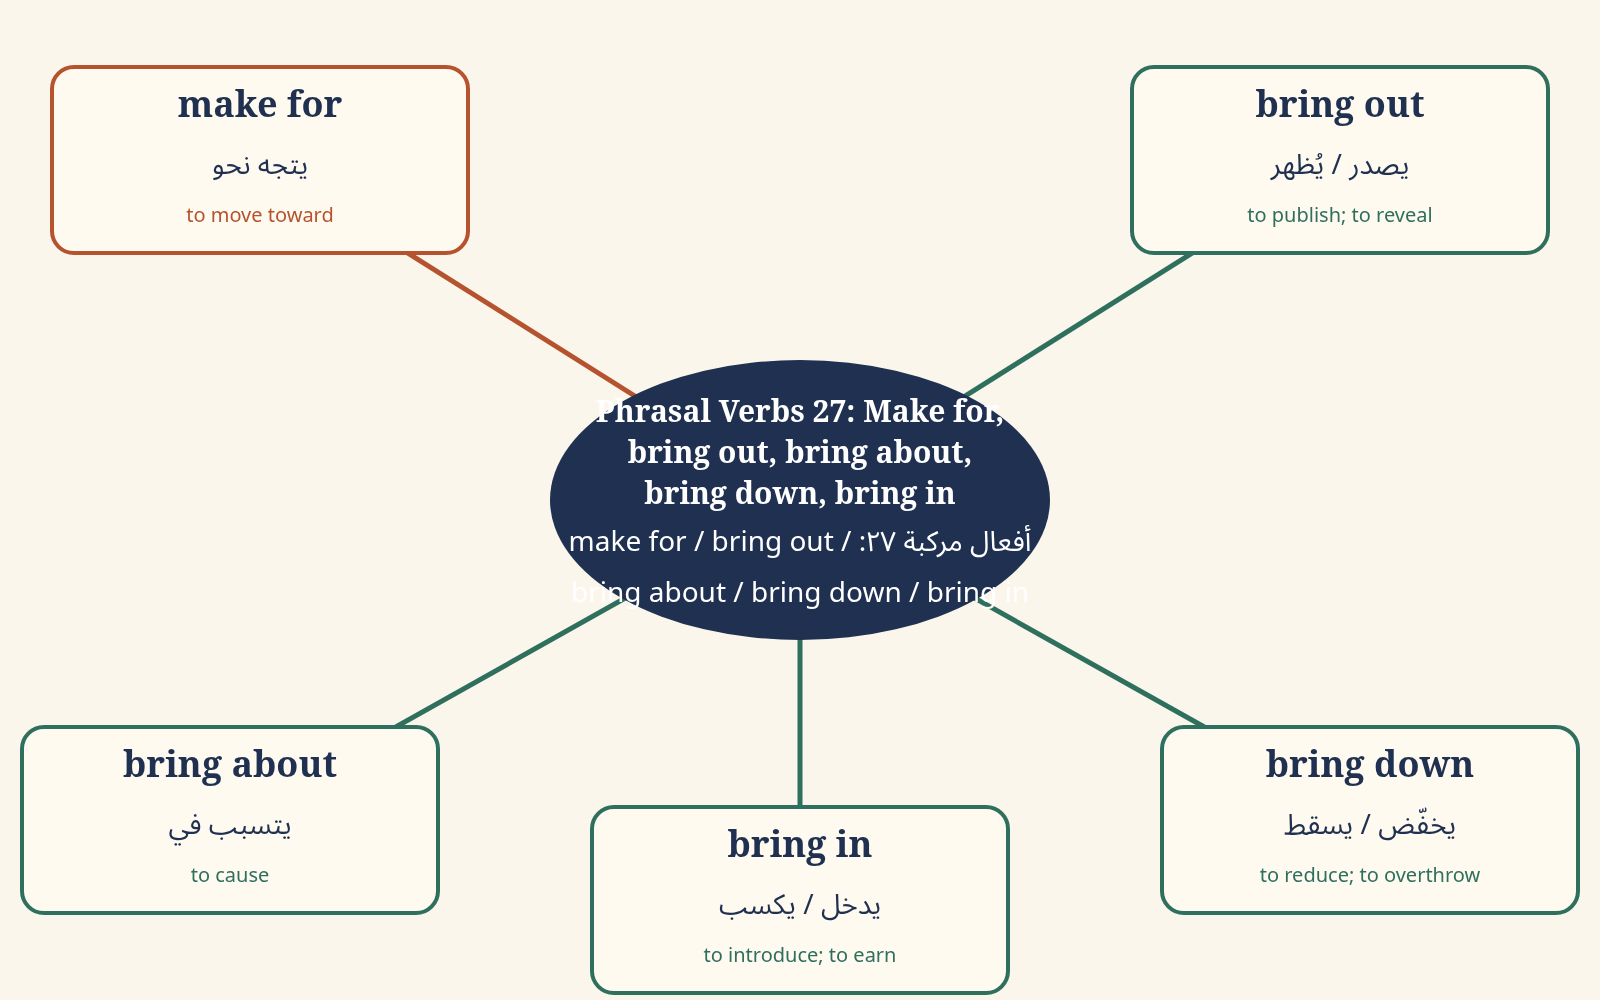 make for
يتجه نحو
to move toward
bring out
يصدر / يُظهر
to publish; to reveal
Phrasal Verbs 27: Make for,
bring out, bring about,
bring down, bring in
أفعال مركبة ٢٧: make for / bring out /
bring about / bring down / bring in
bring about
يتسبب في
to cause
bring in
يدخل / يكسب
to introduce; to earn
bring down
يخفّض / يسقط
to reduce; to overthrow